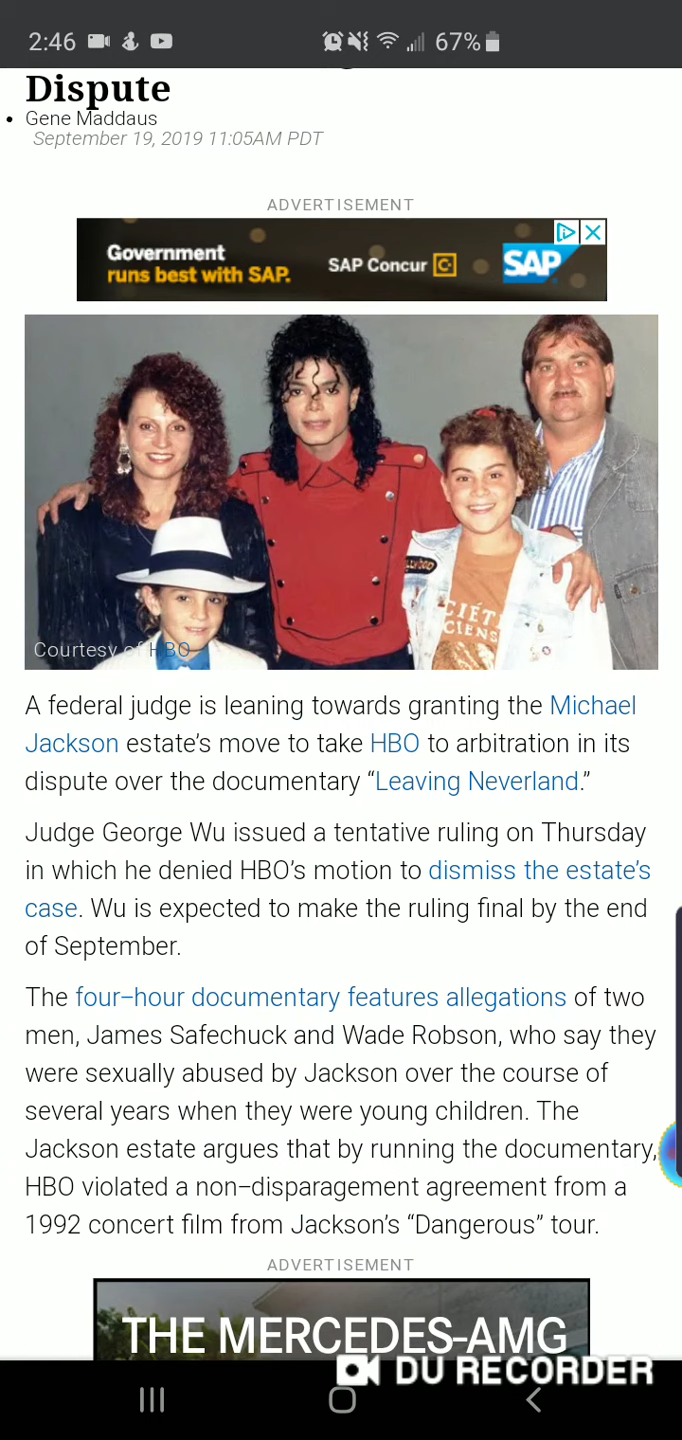 2:46
67%
Dispute
• Gene Maddaus
September 19, 2019 11:05AM PDT
ADVERTISEMENT
Government
runs best with SAP.
SAP Concur C
SAP
CIÉT
CIENS
Courtesy of HBO
A federal judge is leaning towards granting the Michael
Jackson estate’s move to take HBO to arbitration in its
dispute over the documentary “Leaving Neverland.”
Judge George Wu issued a tentative ruling on Thursday
in which he denied HBO’s motion to dismiss the estate’s
case. Wu is expected to make the ruling final by the end
of September.
The four–hour documentary features allegations of two
men, James Safechuck and Wade Robson, who say they
were sexually abused by Jackson over the course of
several years when they were young children. The
Jackson estate argues that by running the documentary,
HBO violated a non–disparagement agreement from a
1992 concert film from Jackson’s “Dangerous” tour.
ADVERTISEMENT
THE MERCEDES-AMG
DU RECORDER